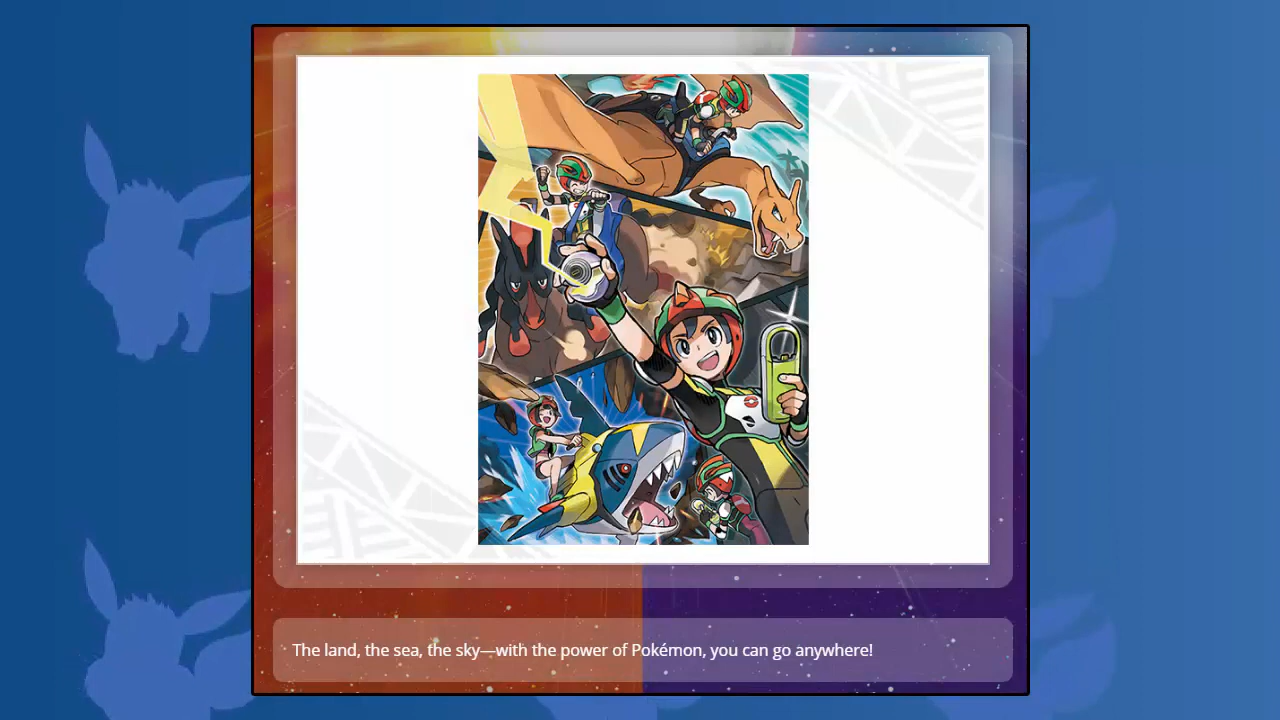 The land, the sea, the sky—with the power of Pokémon, you can go anywhere!